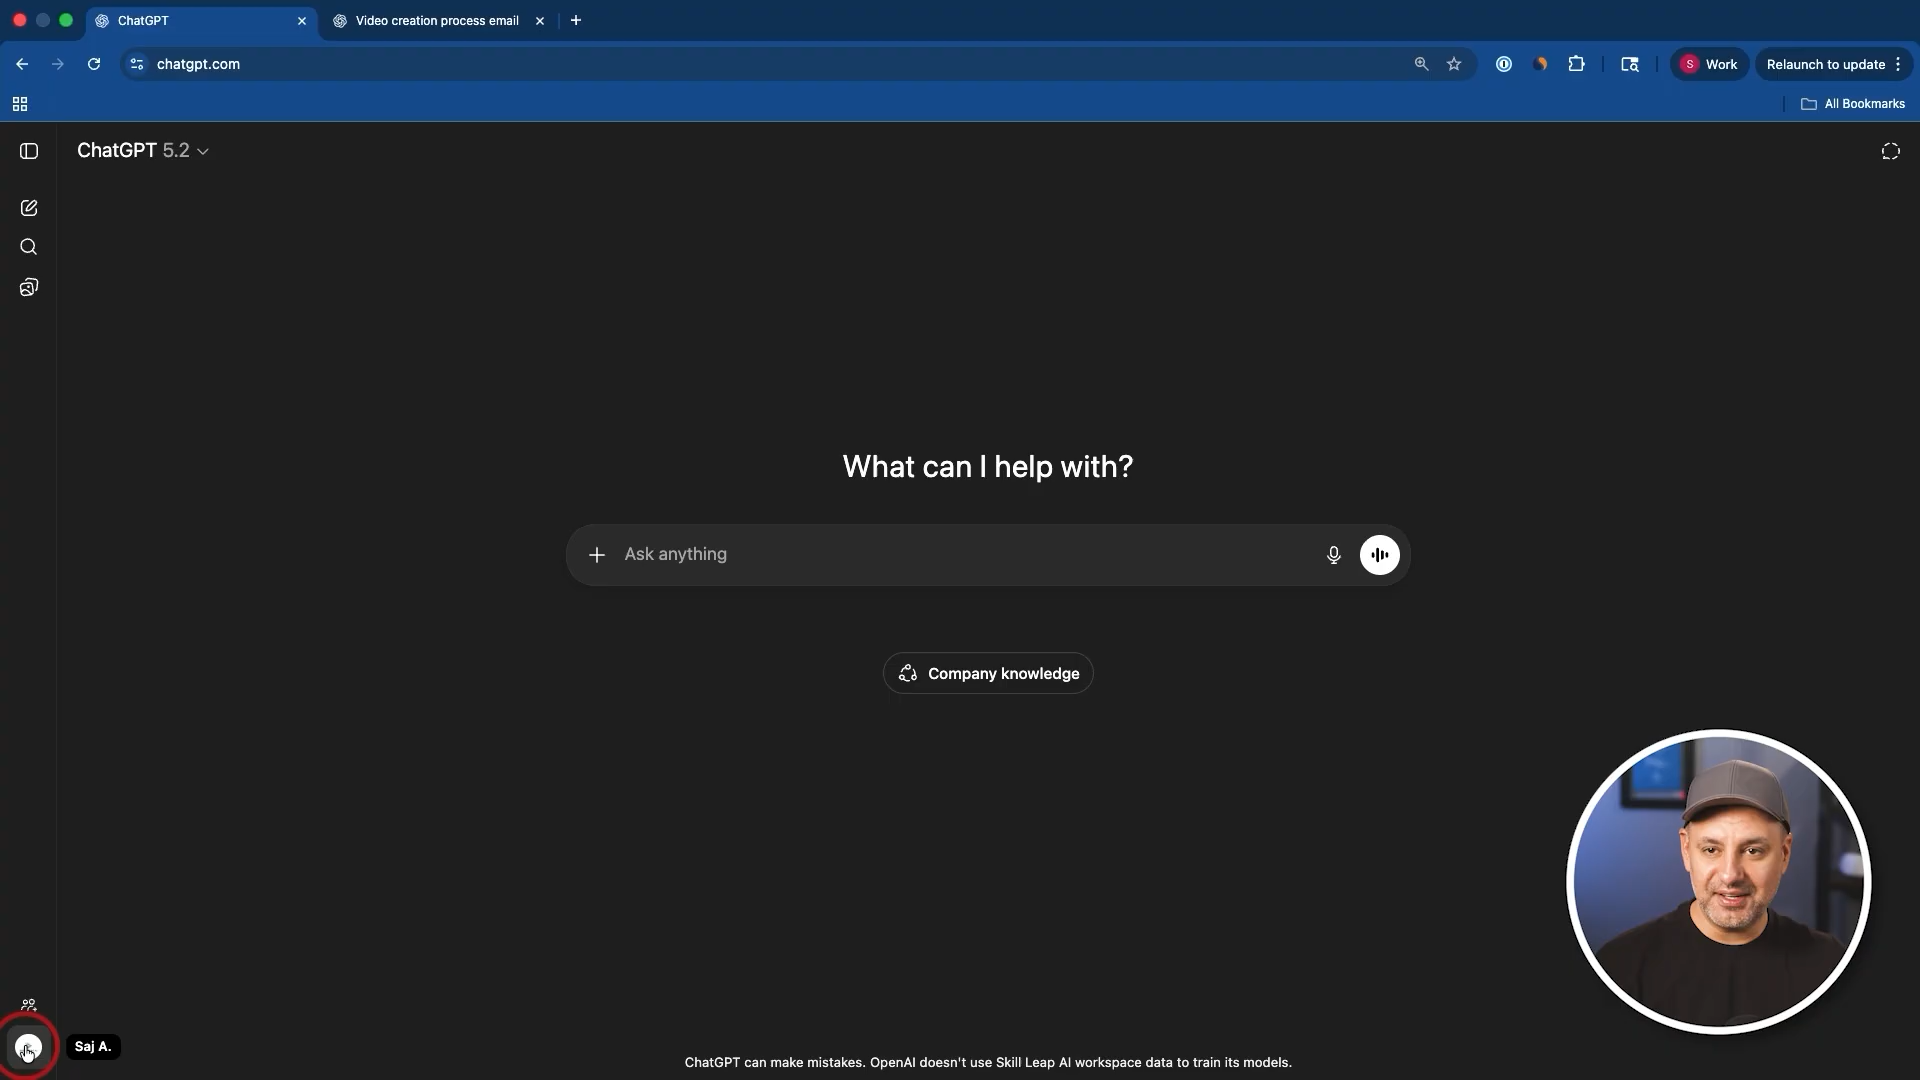 ChatGPT
Video creation process email
chatgpt.com
S Work
Relaunch to update
All Bookmarks
ChatGPT 5.2
What can I help with?
Ask anything
Company knowledge
Saj A.
ChatGPT can make mistakes. OpenAI doesn't use Skill Leap AI workspace data to train its models.